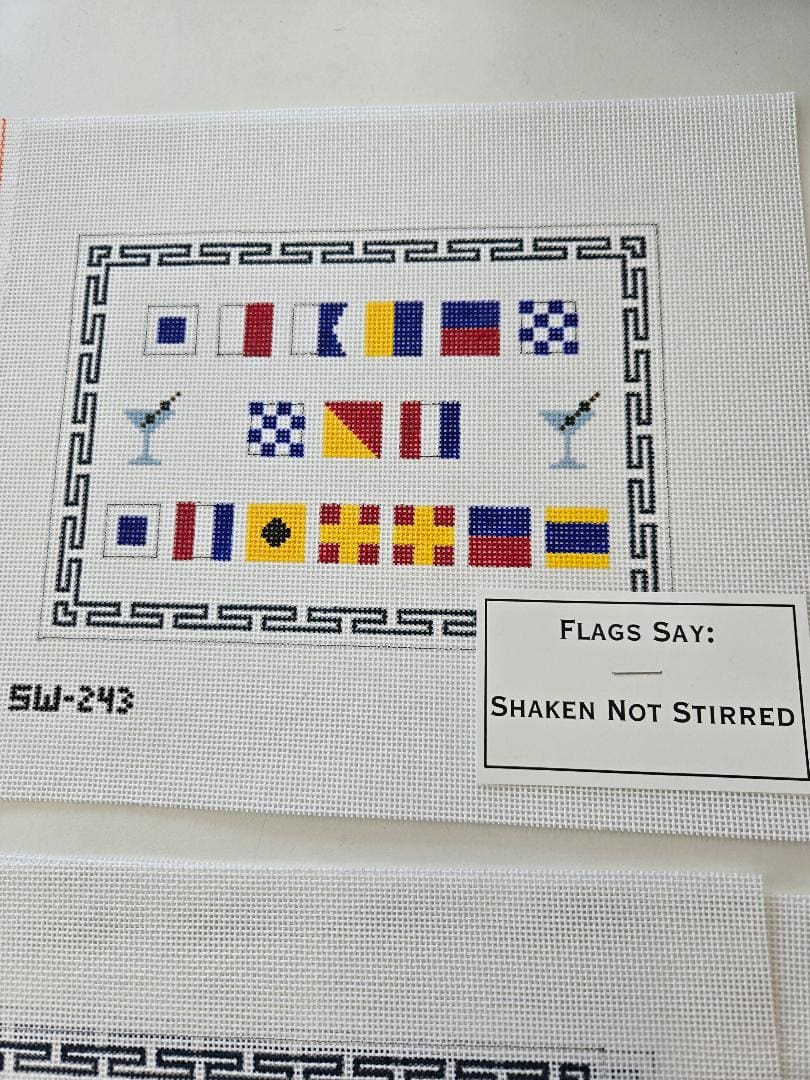 SW-243
FLAGS SAY:
SHAKEN NOT STIRRED